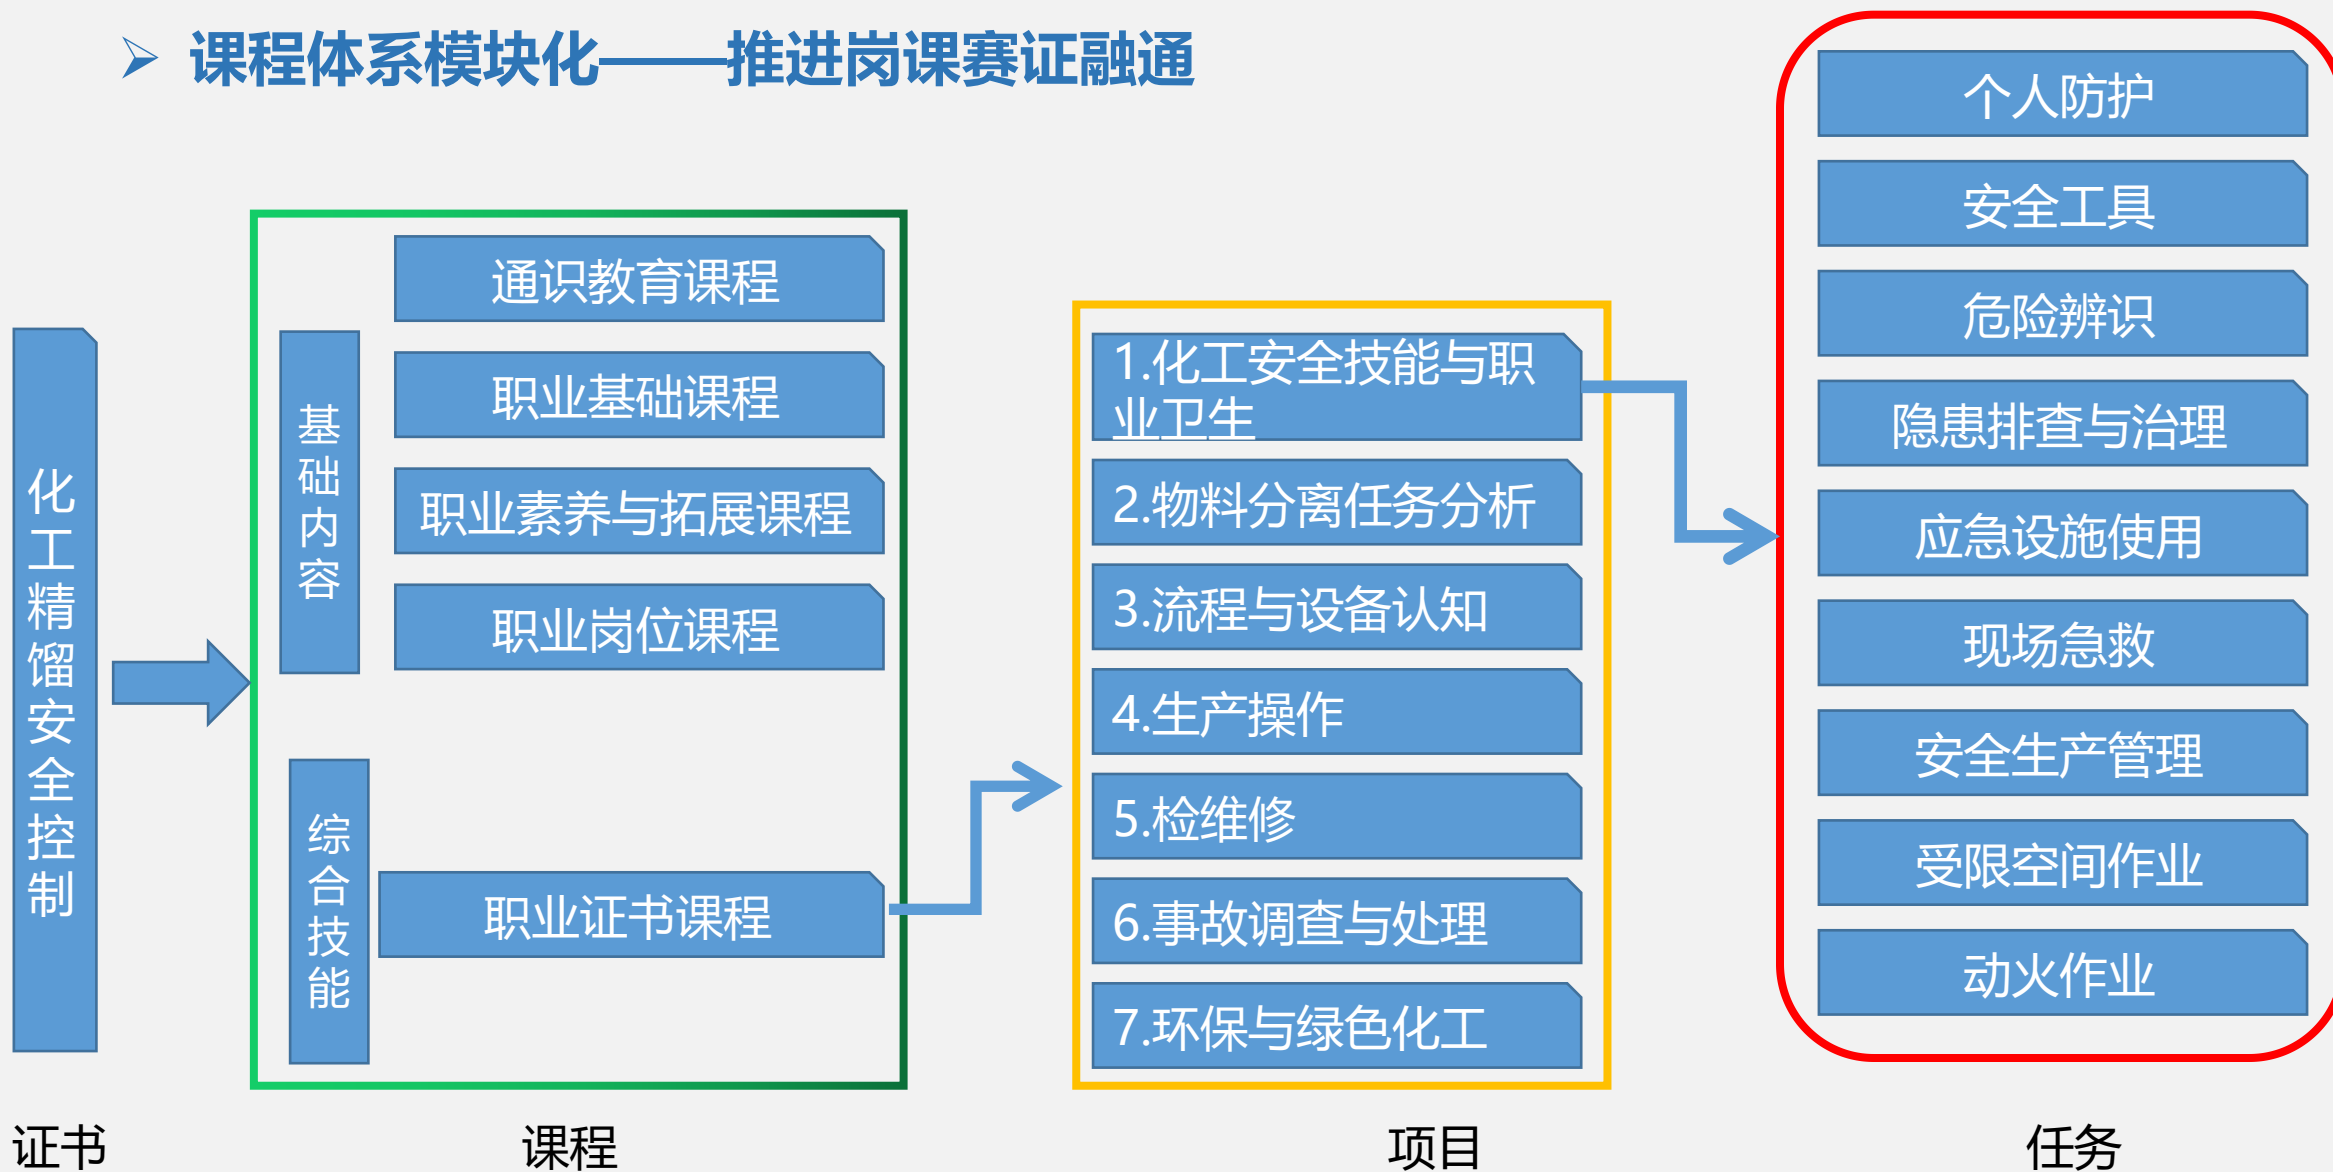 课程体系模块化——推进岗课赛证融通
化工精馏安全控制
基础内容
通识教育课程
职业基础课程
职业素养与拓展课程
职业岗位课程
综合技能
职业证书课程
1.化工安全技能与职
业卫生
2.物料分离任务分析
3.流程与设备认知
4.生产操作
5.检维修
6.事故调查与处理
7.环保与绿色化工
个人防护
安全工具
危险辨识
隐患排查与治理
应急设施使用
现场急救
安全生产管理
受限空间作业
动火作业
证书
课程
项目
任务